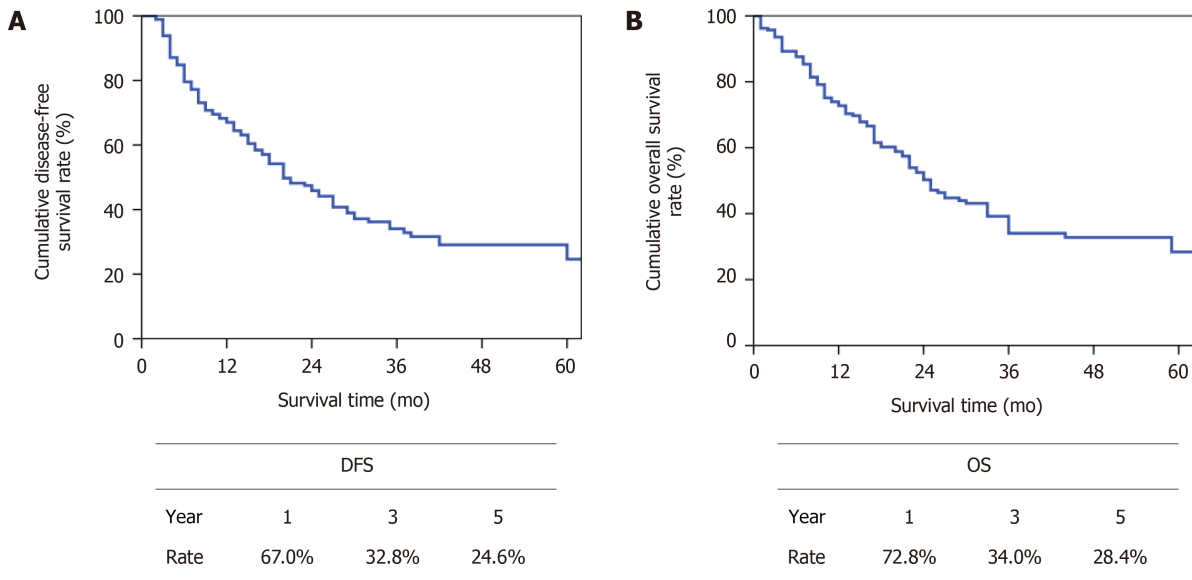 A
100
80
60
40
20
0
Cumulative disease-free
survival rate (%)
0 12 24 36 48 60
Survival time (mo)
DFS
Year 1 3 5
Rate 67.0% 32.8% 24.6%
B
100
80
60
40
20
0
Cumulative overall survival
rate (%)
0 12 24 36 48 60
Survival time (mo)
OS
Year 1 3 5
Rate 72.8% 34.0% 28.4%